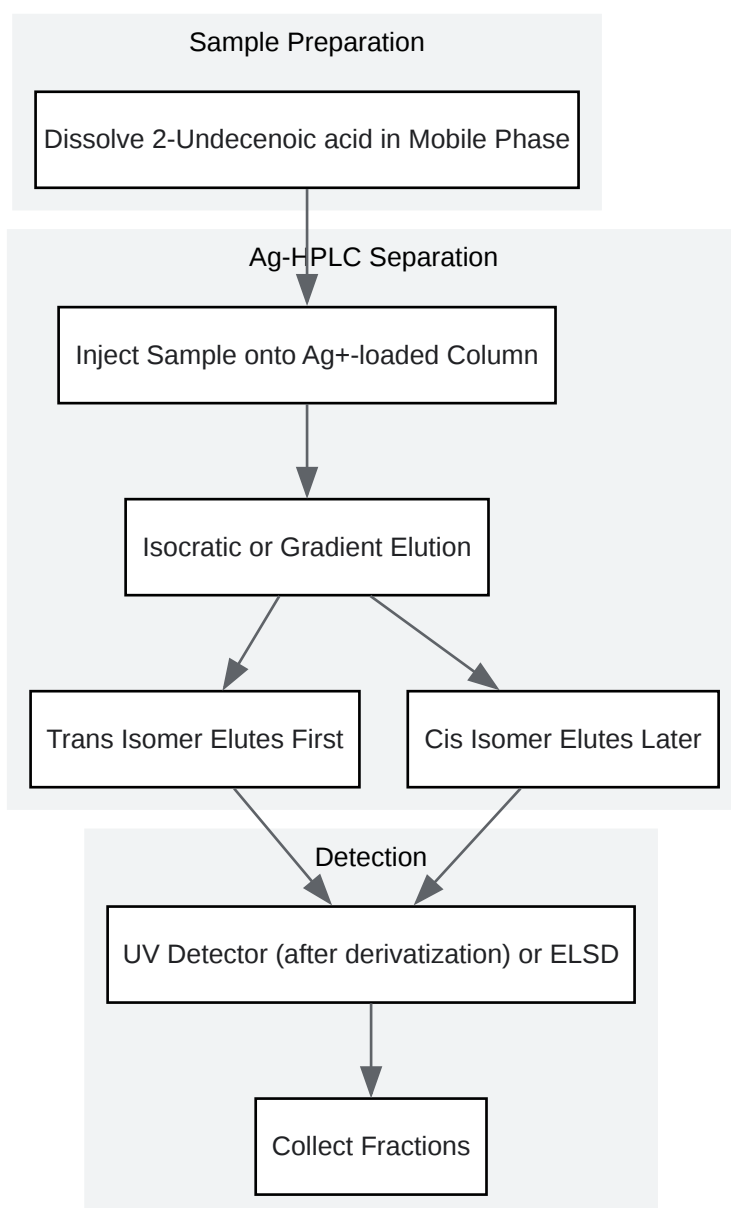 Sample Preparation
Dissolve 2-Undecenoic acid in Mobile Phase
Ag-HPLC Separation
Inject Sample onto Ag+-loaded Column
Isocratic or Gradient Elution
Trans Isomer Elutes First
Cis Isomer Elutes Later
Detection
UV Detector (after derivatization) or ELSD
Collect Fractions